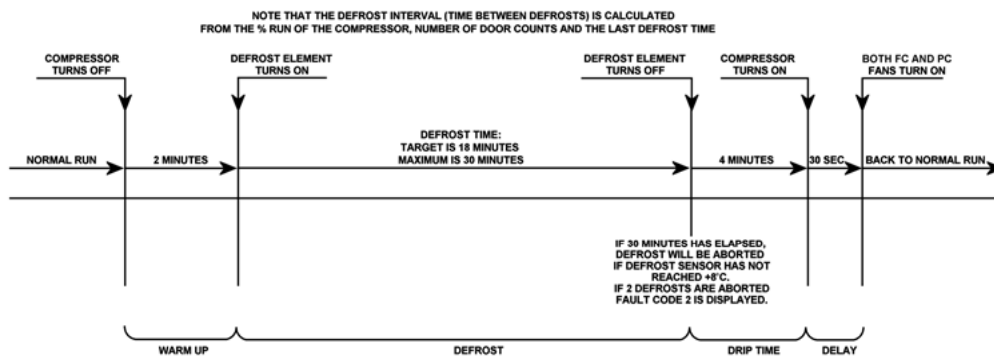 NOTE THAT THE DEFROST INTERVAL (TIME BETWEEN DEFROSTS) IS CALCULATED
FROM THE % RUN OF THE COMPRESSOR, NUMBER OF DOOR COUNTS AND THE LAST DEFROST TIME
COMPRESSOR
TURNS OFF
DEFROST ELEMENT
TURNS ON
DEFROST ELEMENT
TURNS OFF
COMPRESSOR
TURNS ON
BOTH FC AND PC
FANS TURN ON
NORMAL RUN
2 MINUTES
DEFROST TIME:
TARGET IS 18 MINUTES
MAXIMUM IS 30 MINUTES
4 MINUTES
30 SEC
BACK TO NORMAL RUN
IF 30 MINUTES HAS ELAPSED,
DEFROST WILL BE ABORTED
IF DEFROST SENSOR HAS NOT
REACHED +8°C.
IF 2 DEFROSTS ARE ABORTED
FAULT CODE 2 IS DISPLAYED.
WARM UP
DEFROST
DRIP TIME
DELAY